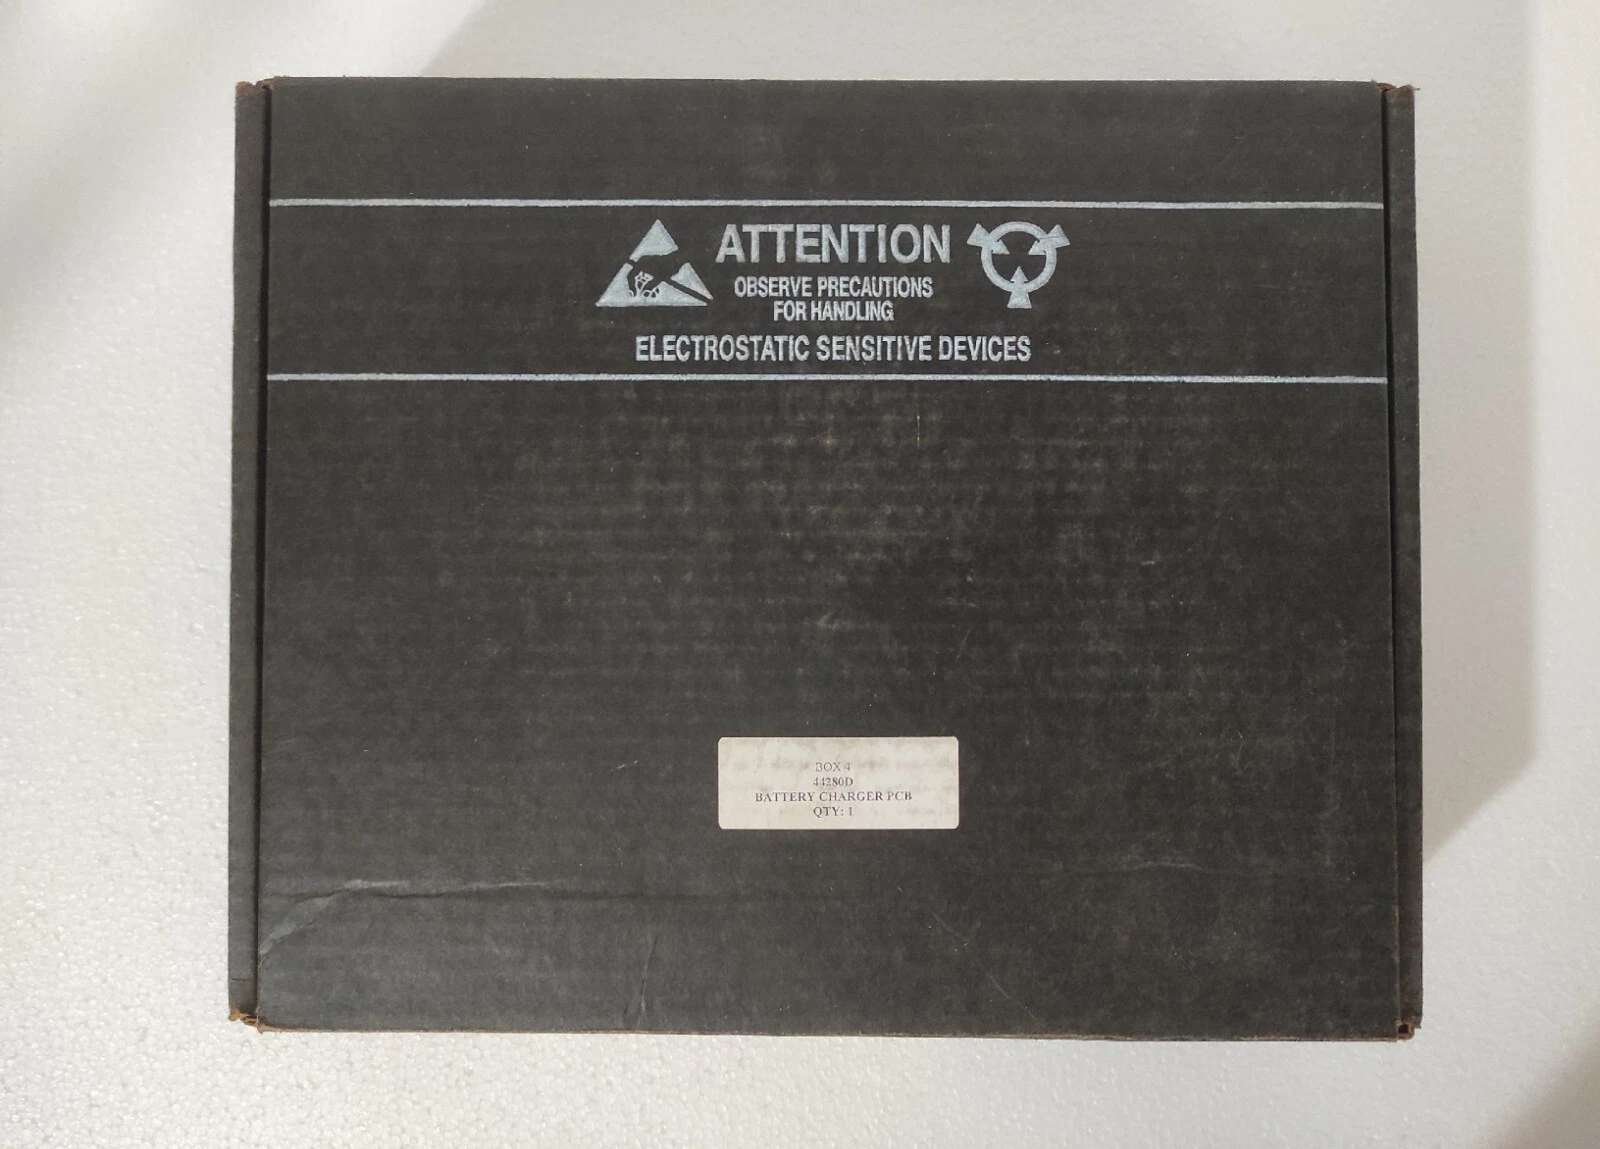 ATTENTION
OBSERVE PRECAUTIONS
FOR HANDLING
ELECTROSTATIC SENSITIVE DEVICES
BOX 4
44280D
BATTERY CHARGER PCB
QTY: 1